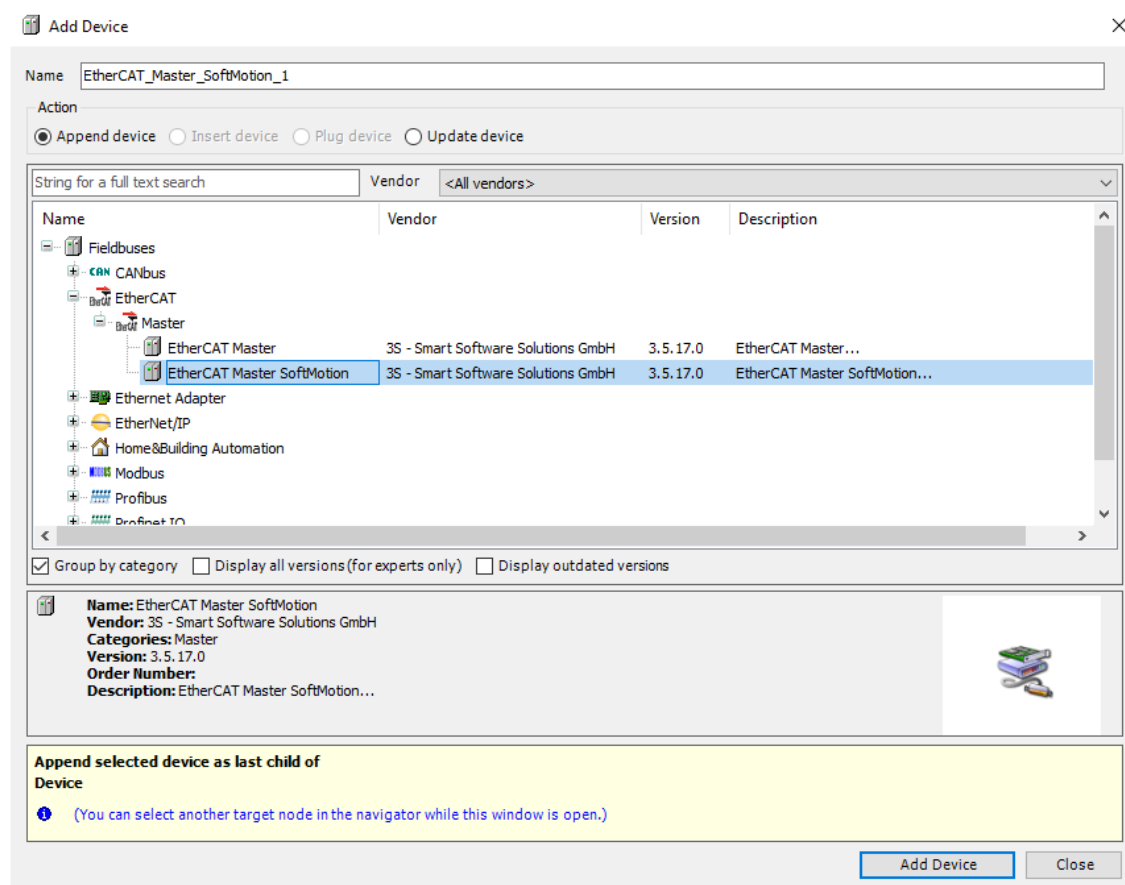 Add Device
Name EtherCAT_Master_SoftMotion_1
Action
Append device Insert device Plug device Update device
String for a full text search Vendor <All vendors>
Name Vendor Version Description
Fieldbuses
CAN CANbus
EtherCAT EtherCAT
EtherCAT Master
EtherCAT Master 3S - Smart Software Solutions GmbH 3.5.17.0 EtherCAT Master...
EtherCAT Master SoftMotion 3S - Smart Software Solutions GmbH 3.5.17.0 EtherCAT Master SoftMotion...
Ethernet Adapter
EtherNet/IP
Home&Building Automation
MODBUS Modbus
Profibus
Profinet IO
Group by category Display all versions (for experts only) Display outdated versions
Name: EtherCAT Master SoftMotion
Vendor: 3S - Smart Software Solutions GmbH
Categories: Master
Version: 3.5.17.0
Order Number:
Description: EtherCAT Master SoftMotion...
Append selected device as last child of
Device
(You can select another target node in the navigator while this window is open.)
Add Device Close